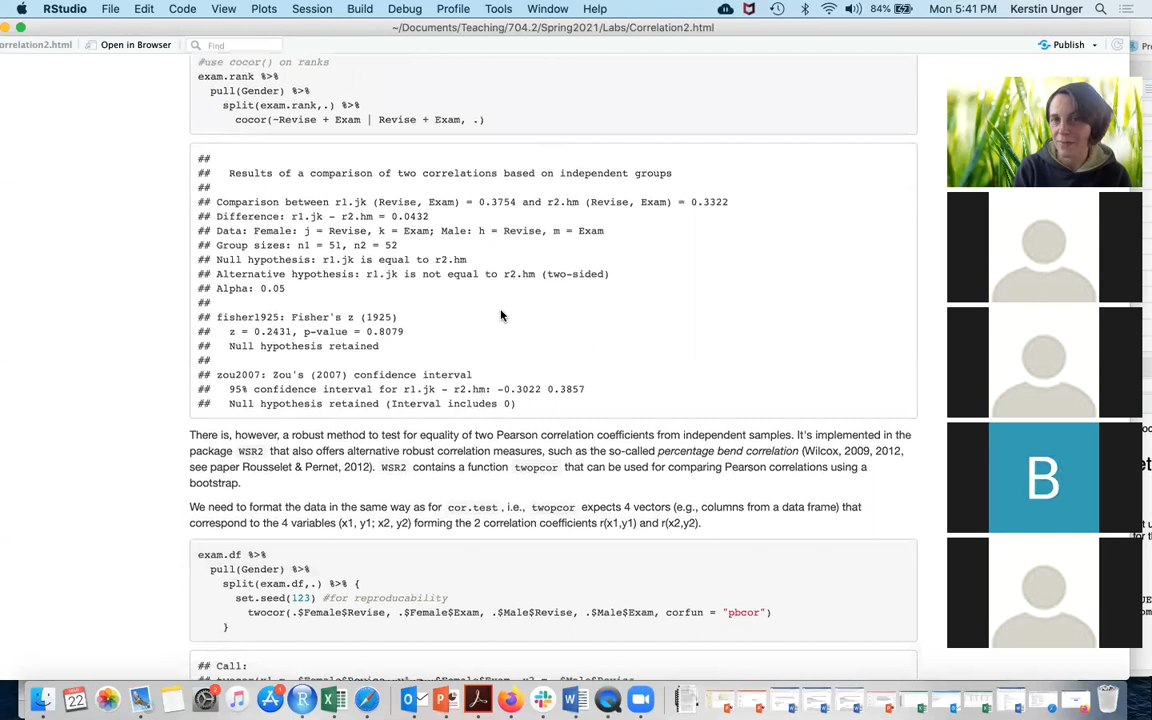 RStudio File Edit Code View Plots Session Build Debug Profile Tools Window Help 84% Mon 5:41 PM Kerstin Unger
~/Documents/Teaching/704.2/Spring2021/Labs/Correlation2.html
orrelation2.html Open in Browser Find Publish
#use cocor() on ranks
exam.rank %>%
pull(Gender) %>%
split(exam.rank,.) %>%
cocor(~Revise + Exam | Revise + Exam, .)
##
## Results of a comparison of two correlations based on independent groups
##
## Comparison between r1.jk (Revise, Exam) = 0.3754 and r2.hm (Revise, Exam) = 0.3322
## Difference: r1.jk - r2.hm = 0.0432
## Data: Female: j = Revise, k = Exam; Male: h = Revise, m = Exam
## Group sizes: n1 = 51, n2 = 52
## Null hypothesis: r1.jk is equal to r2.hm
## Alternative hypothesis: r1.jk is not equal to r2.hm (two-sided)
## Alpha: 0.05
##
## fisher1925: Fisher's z (1925)
## z = 0.2431, p-value = 0.8079
## Null hypothesis retained
##
## zou2007: Zou's (2007) confidence interval
## 95% confidence interval for r1.jk - r2.hm: -0.3022 0.3857
## Null hypothesis retained (Interval includes 0)
There is, however, a robust method to test for equality of two Pearson correlation coefficients from independent samples. It's implemented in the
package WSR2 that also offers alternative robust correlation measures, such as the so-called percentage bend correlation (Wilcox, 2009, 2012,
see paper Rousselet & Pernet, 2012). WSR2 contains a function twopcor that can be used for comparing Pearson correlations using a
bootstrap.
We need to format the data in the same way as for cor.test, i.e., twopcor expects 4 vectors (e.g., columns from a data frame) that
correspond to the 4 variables (x1, y1; x2, y2) forming the 2 correlation coefficients r(x1,y1) and r(x2,y2).
exam.df %>%
pull(Gender) %>%
split(exam.df,.) %>% {
set.seed(123) #for reproducability
twocor(.$Female$Revise, .$Female$Exam, .$Male$Revise, .$Male$Exam, corfun = "pbcor")
}
## Call:
B
22
2